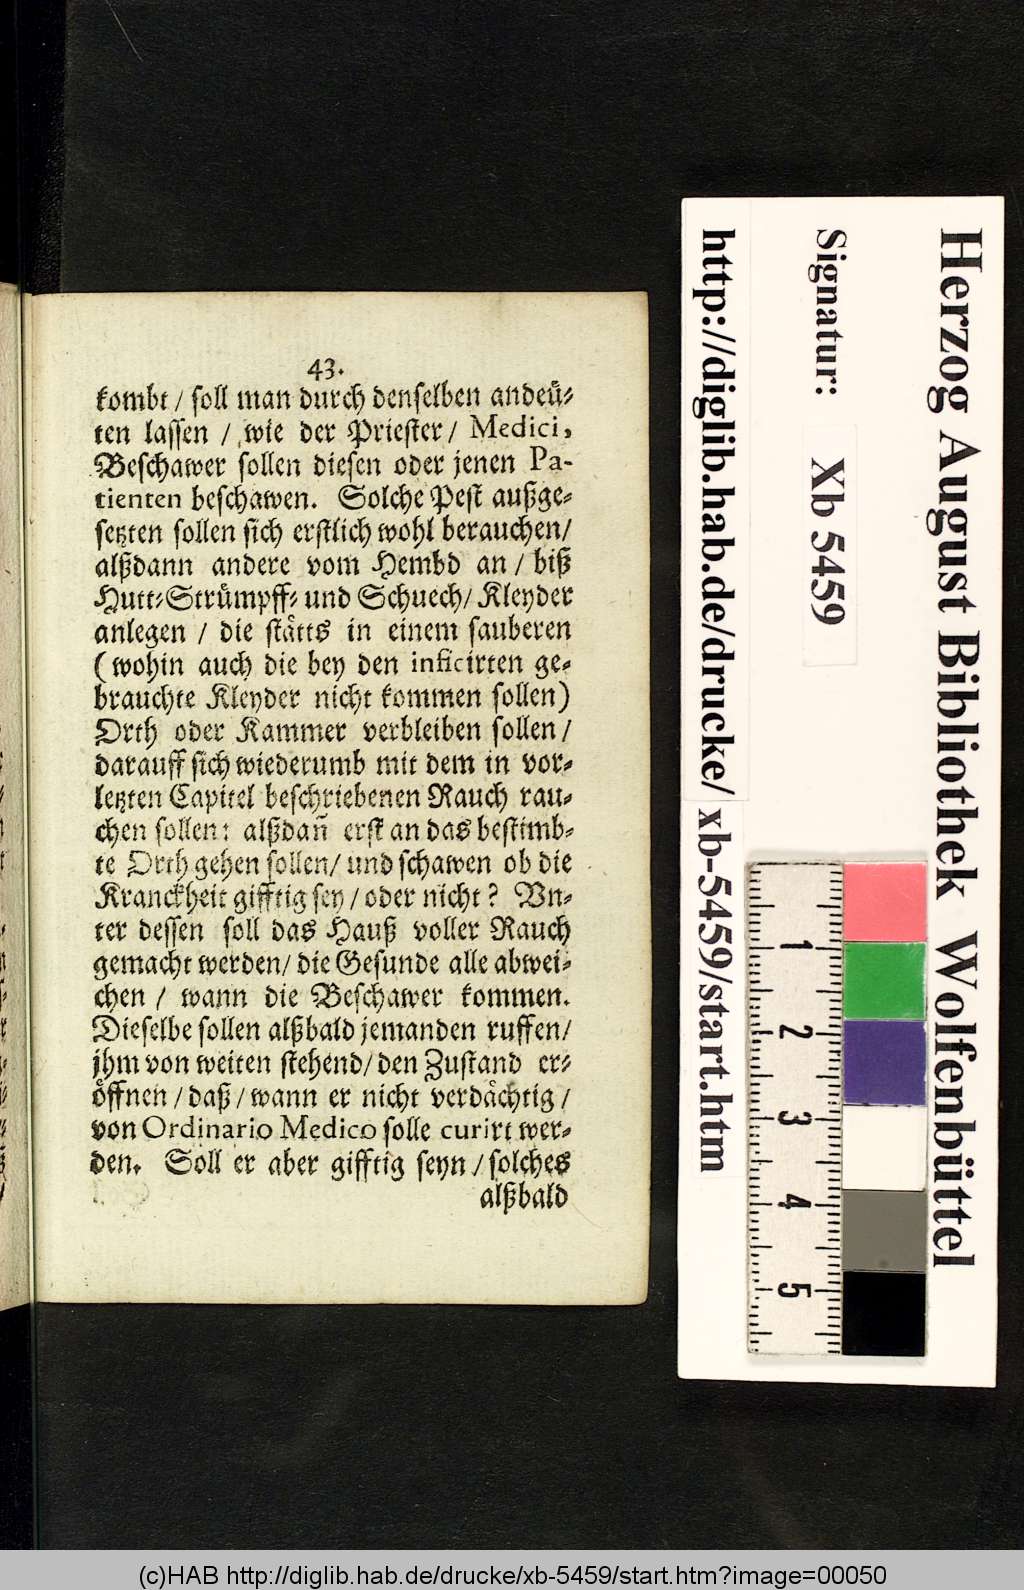 43.
kombt / soll man durch denselben andeů-
ten lassen / wie der Priester / Medici,
Beschawer sollen diesen oder jenen Pa-
tienten beschawen. Solche Pest außge-
setzten sollen sich erstlich wohl berauchen/
alßdann andere vom Hembd an / biß
Hutt-Strůmpff- und Schuech/ Kleyder
anlegen / die ståtts in einem sauberen
( wohin auch die bey den inficirten ge-
brauchte Kleyder nicht kommen sollen)
Orth oder Kammer verbleiben sollen /
darauff sich wiederumb mit dem in vor-
letzten Capitel beschriebenen Rauch rau-
chen sollen: alßdañ erst an das bestimb-
te Orth gehen sollen/ und schawen ob die
Kranckheit gifftig sey / oder nicht? Vn-
ter dessen soll das Hauß voller Rauch
gemacht werden/ die Gesunde alle abwei-
chen / wann die Beschawer kommen.
Dieselbe sollen alßbald jemanden ruffen/
jhm von weiten stehend/ den Zustand er-
öffnen / daß / wann er nicht verdåchtig /
von Ordinario Medico solle curirt wer-
den. Soll er aber gifftig seyn / solches
alßbald
Herzog August Bibliothek Wolfenbüttel
Signatur: Xb 5459
http://diglib.hab.de/drucke/ xb-5459/start.htm
1
2
3
4
5
(c)HAB http://diglib.hab.de/drucke/xb-5459/start.htm?image=00050